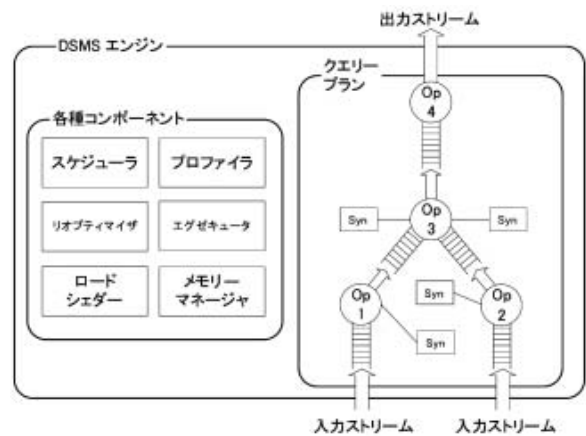 出力ストリーム
DSMS エンジン
クエリー
プラン
各種コンポーネント
スケジューラ
プロファイラ
リオプティマイザ
エグゼキュータ
ロード
シェダー
メモリー
マネージャ
Op
4
Syn
Op
3
Syn
Op
1
Syn
Syn
Op
2
入力ストリーム
入力ストリーム